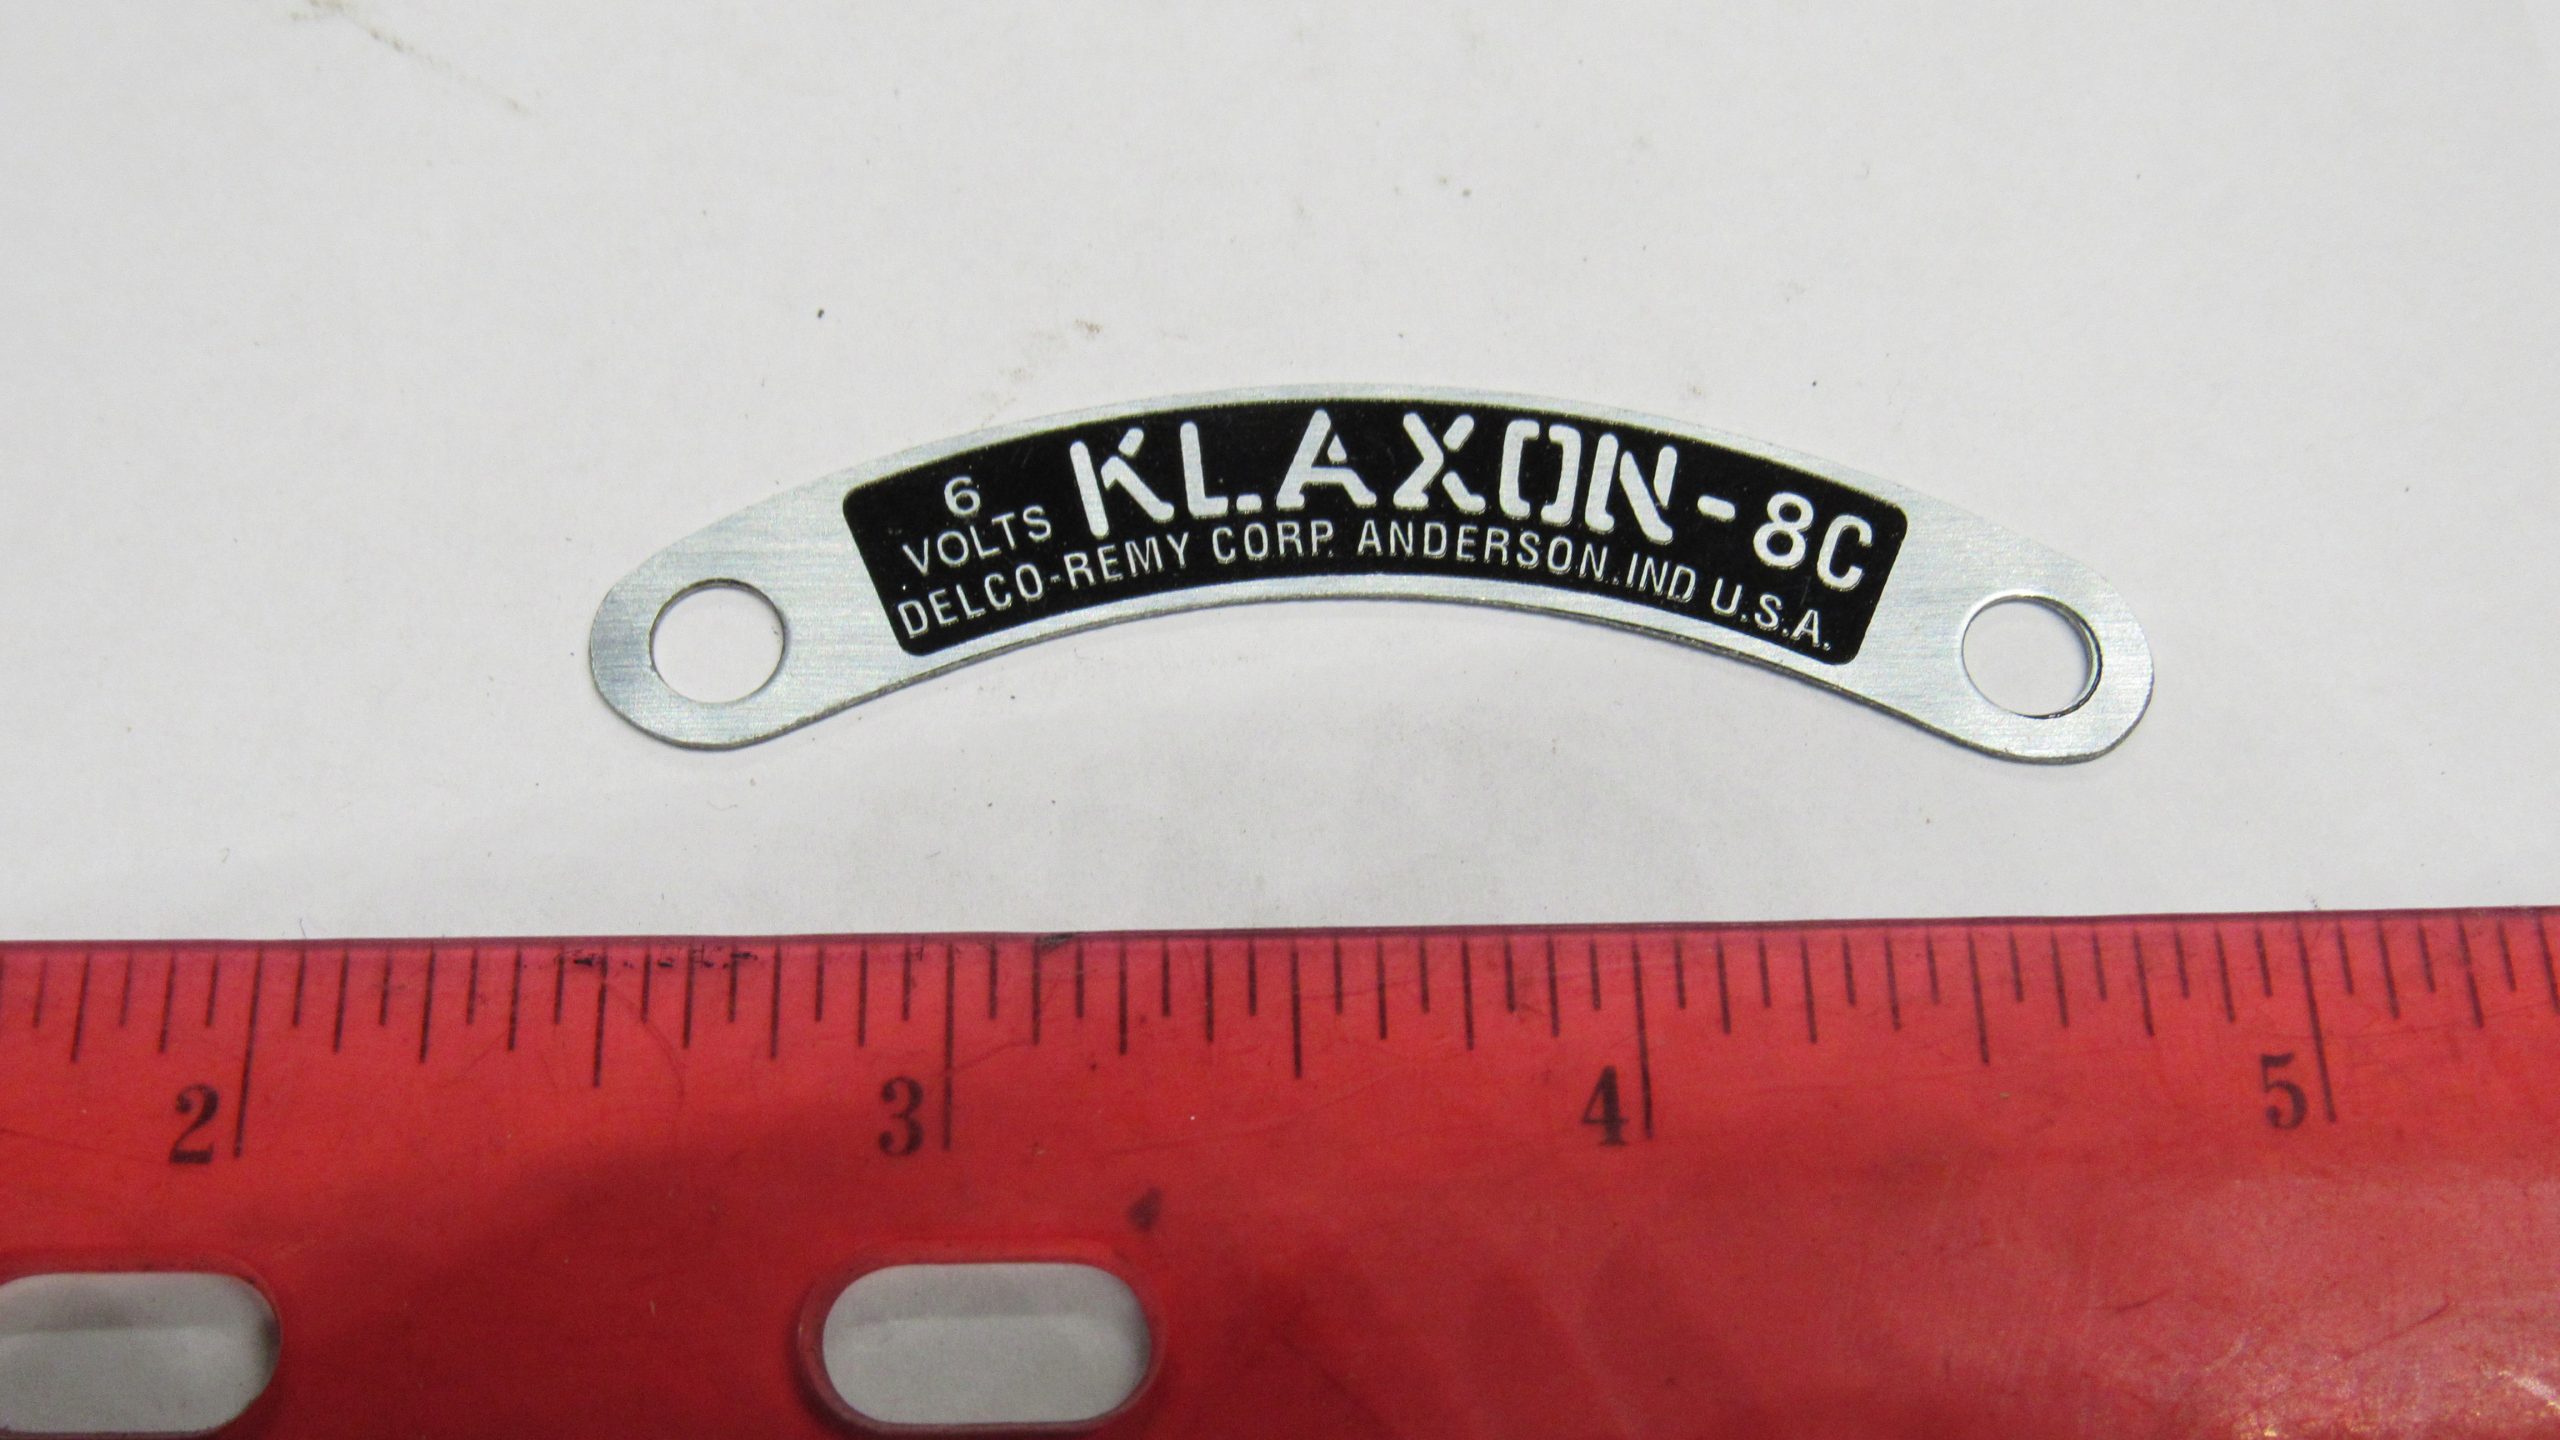 6 VOLTS KLAXON-8C
DELCO-REMY CORP. ANDERSON. IND U.S.A.
2 3 4 5